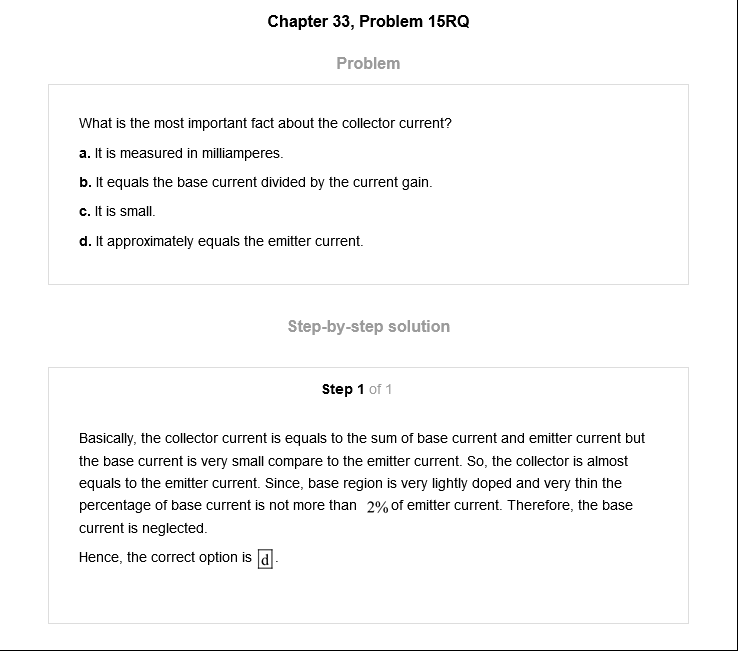 Chapter 33, Problem 15RQ
Problem
What is the most important fact about the collector current?
a. It is measured in milliamperes.
b. It equals the base current divided by the current gain.
c. It is small.
d. It approximately equals the emitter current.
Step-by-step solution
Step 1 of 1
Basically, the collector current is equals to the sum of base current and emitter current but
the base current is very small compare to the emitter current. So, the collector is almost
equals to the emitter current. Since, base region is very lightly doped and very thin the
percentage of base current is not more than 2% of emitter current. Therefore, the base
current is neglected.
Hence, the correct option is d.